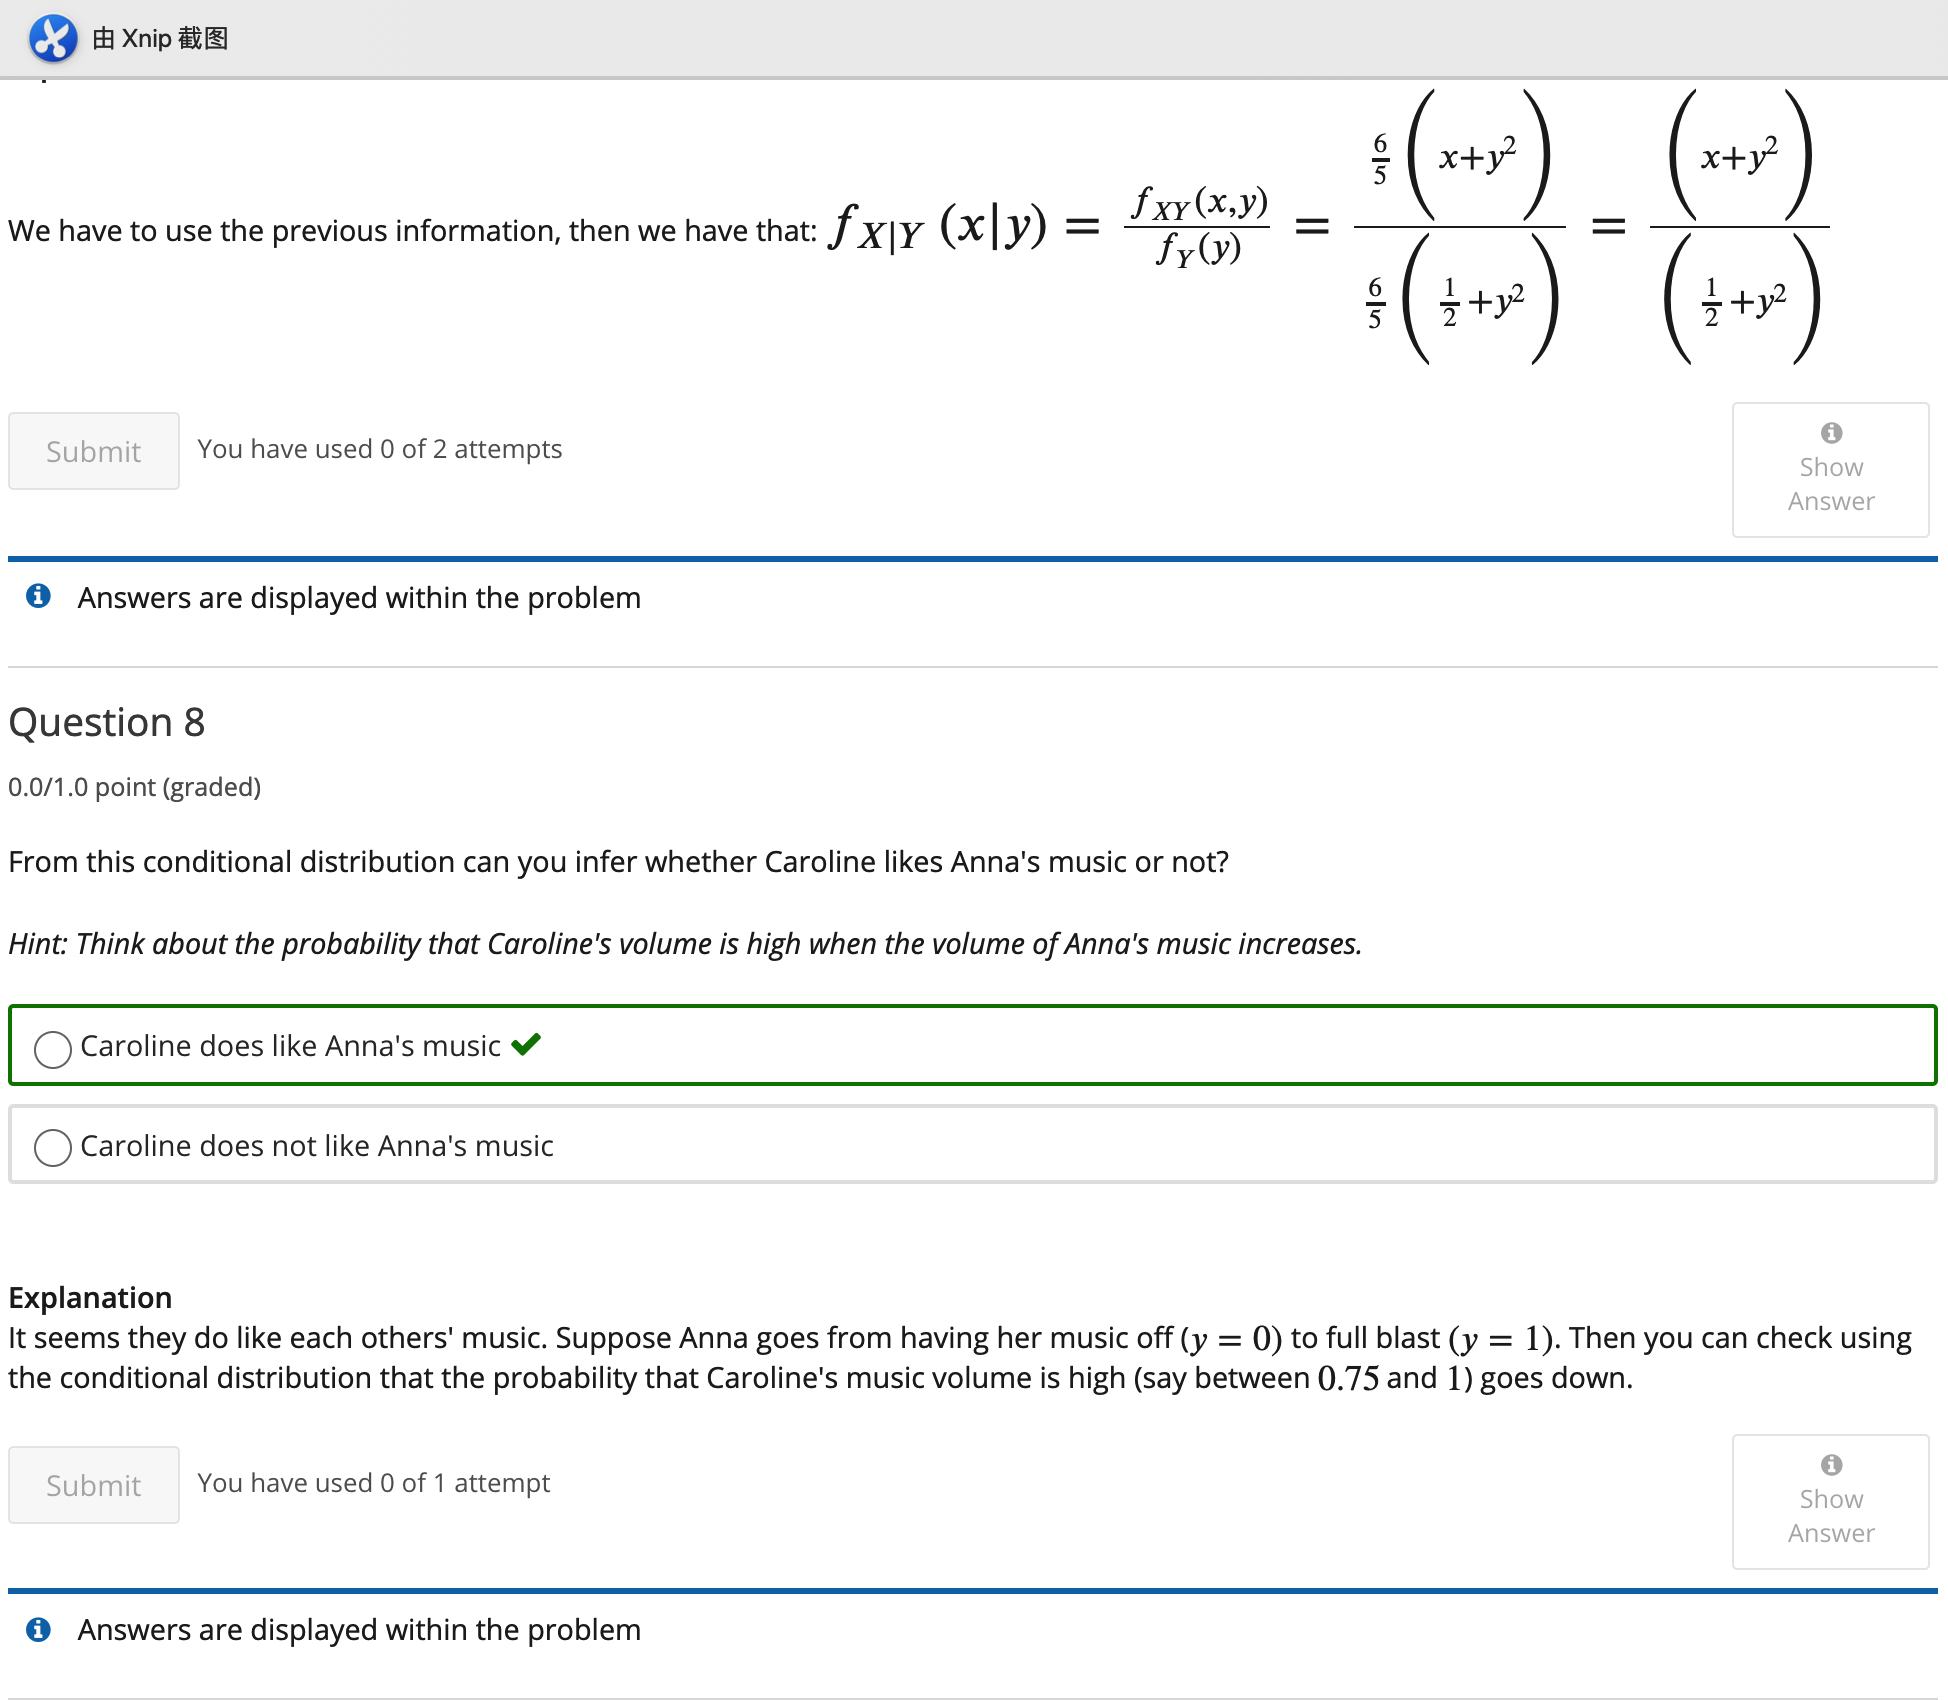 由 Xnip 截图
We have to use the previous information, then we have that: f_{X|Y} (x|y) = \frac{f_{XY}(x,y)}{f_Y(y)} = \frac{\frac{6}{5}(x+y^2)}{\frac{6}{5}(\frac{1}{2}+y^2)} = \frac{(x+y^2)}{(\frac{1}{2}+y^2)}
Submit You have used 0 of 2 attempts
Show
Answer
Answers are displayed within the problem
Question 8
0.0/1.0 point (graded)
From this conditional distribution can you infer whether Caroline likes Anna's music or not?
Hint: Think about the probability that Caroline's volume is high when the volume of Anna's music increases.
Caroline does like Anna's music
Caroline does not like Anna's music
Explanation
It seems they do like each others' music. Suppose Anna goes from having her music off (y = 0) to full blast (y = 1). Then you can check using
the conditional distribution that the probability that Caroline's music volume is high (say between 0.75 and 1) goes down.
Submit You have used 0 of 1 attempt
Show
Answer
Answers are displayed within the problem